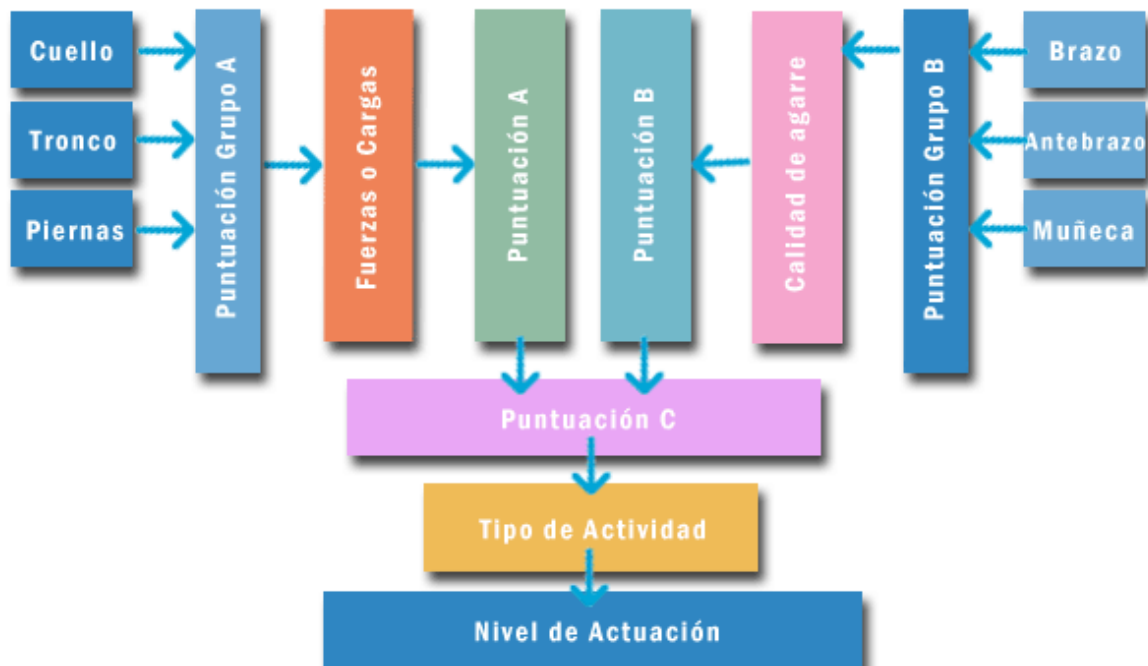 Cuello
Tronco
Piernas
Puntuación Grupo A
Fuerzas o Cargas
Puntuación A
Puntuación B
Calidad de agarre
Puntuación Grupo B
Brazo
Antebrazo
Muñeca
Puntuación C
Tipo de Actividad
Nivel de Actuación